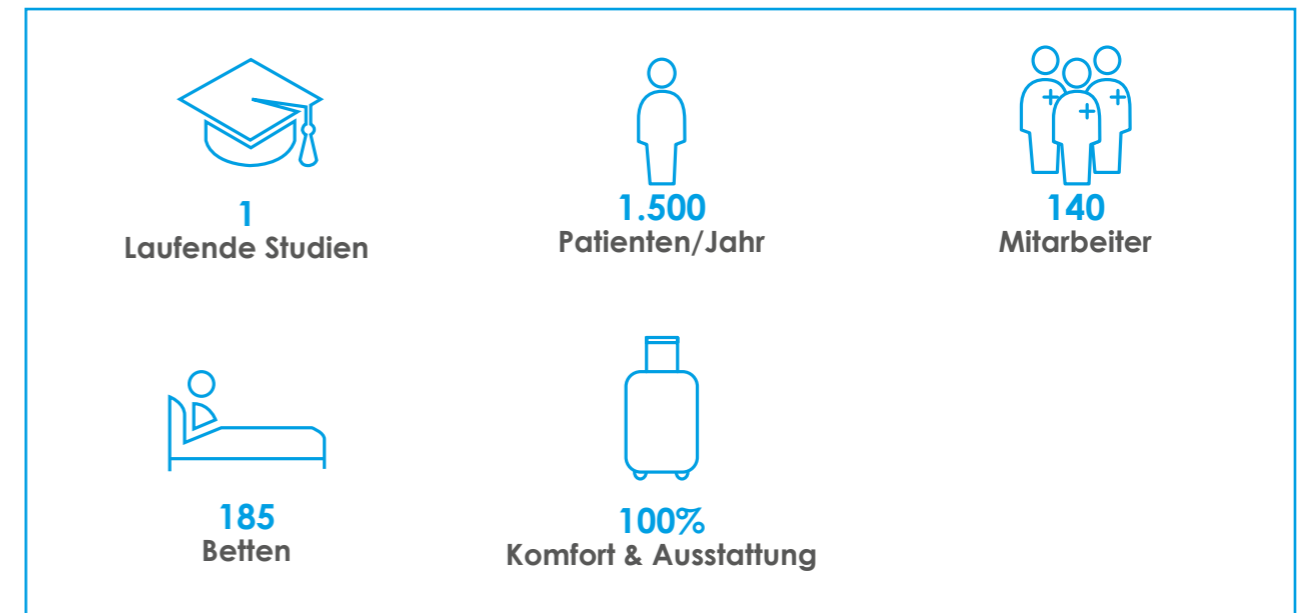 1
Laufende Studien
1.500
Patienten/Jahr
140
Mitarbeiter
185
Betten
100%
Komfort & Ausstattung